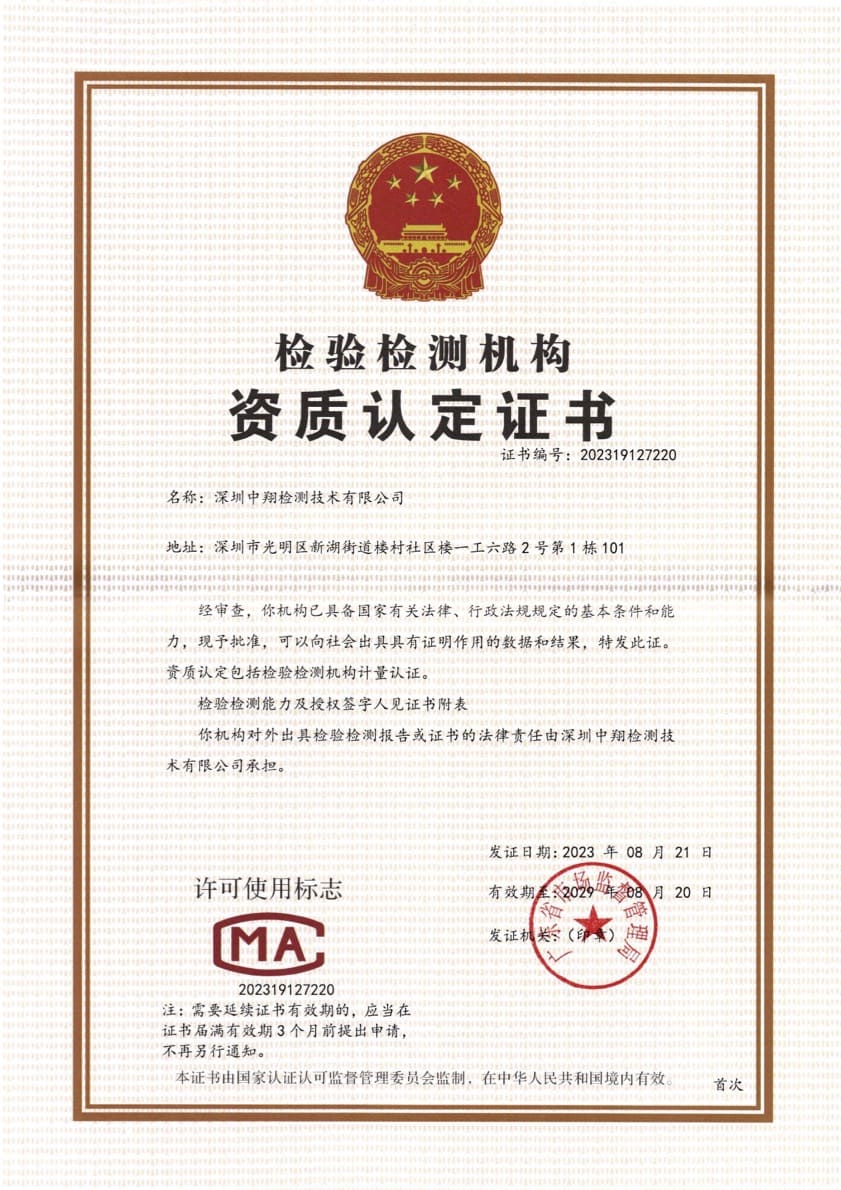 检验检测机构
资质认定证书
证书编号：202319127220
名称：深圳中翔检测技术有限公司
地址：深圳市光明区新湖街道楼村社区楼一工六路2号第1栋101
经审查，你机构已具备国家有关法律、行政法规规定的基本条件和能
力，现予批准，可以向社会出具具有证明作用的数据和结果，特发此证。
资质认定包括检验检测机构计量认证。
检验检测能力及授权签字人见证书附表
你机构对外出具检验检测报告或证书的法律责任由深圳中翔检测技
术有限公司承担。
发证日期：2023 年 08 月 21 日
有效期至：2029 年 08 月 20 日
发证机关：（印章）
广东省市场监督管理局
许可使用标志
MA
202319127220
注：需要延续证书有效期的，应当在
证书届满有效期3个月前提出申请，
不再另行通知。
本证书由国家认证认可监督管理委员会监制，在中华人民共和国境内有效。
首次